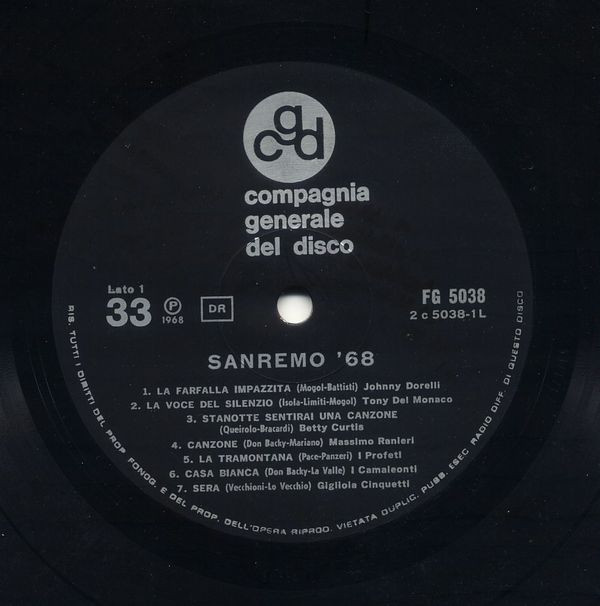 cgd
compagnia
generale
del disco
Lato 1
33 P 1968 DR
FG 5038
2 c 5038-1L
SANREMO '68
1. LA FARFALLA IMPAZZITA (Mogol-Battisti) Johnny Dorelli
2. LA VOCE DEL SILENZIO (Isola-Limiti-Mogol) Tony Del Monaco
3. STANOTTE SENTIRAI UNA CANZONE
(Queirolo-Bracardi) Betty Curtis
4. CANZONE (Don Backy-Mariano) Massimo Ranieri
5. LA TRAMONTANA (Pace-Panzeri) I Profeti
6. CASA BIANCA (Don Backy-La Valle) I Camaleonti
7. SERA (Vecchioni-Lo Vecchio) Gigliola Cinquetti
RIS. TUTTI I DIRITTI DEL PROP. FONOG. E DEL PROP. DELL'OPERA RIPROD. VIETATA DUPLIC. PUBB. ESEC RADIO DIFF. DI QUESTO DISCO